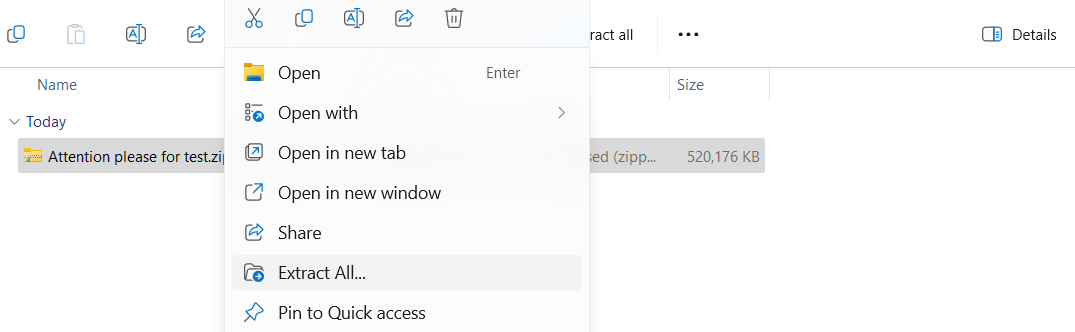 ract all
Details
Name
Size
Today
Attention please for test.zip
sed (zipp...
520,176 KB
Open
Enter
Open with
Open in new tab
Open in new window
Share
Extract All...
Pin to Quick access